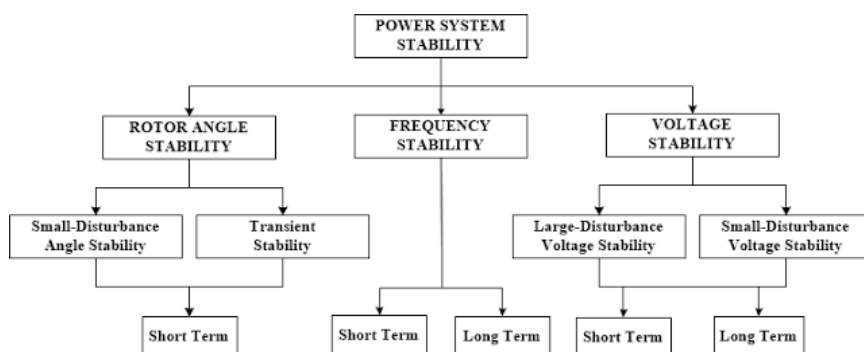 POWER SYSTEM
STABILITY
ROTOR ANGLE
STABILITY
FREQUENCY
STABILITY
VOLTAGE
STABILITY
Small-Disturbance
Angle Stability
Transient
Stability
Large-Disturbance
Voltage Stability
Small-Disturbance
Voltage Stability
Short Term
Short Term
Long Term
Short Term
Long Term